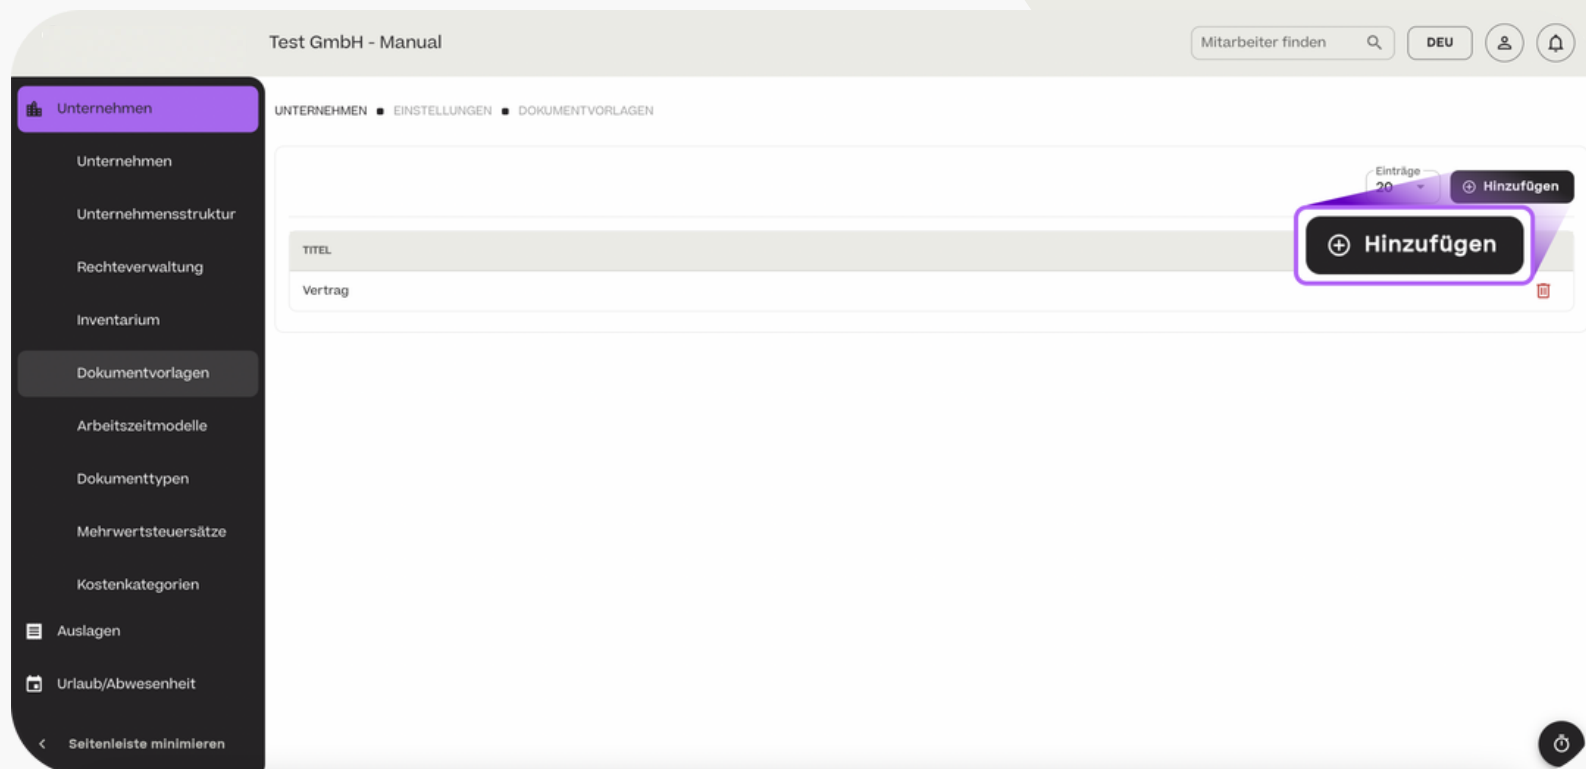 Test GmbH - Manual
Mitarbeiter finden
DEU
Unternehmen
Unternehmen
Unternehmensstruktur
Rechteverwaltung
Inventarium
Dokumentvorlagen
Arbeitszeitmodelle
Dokumenttypen
Mehrwertsteuersätze
Kostenkategorien
Auslagen
Urlaub/Abwesenheit
Seitenleiste minimieren
UNTERNEHMEN EINSTELLUNGEN DOKUMENTVORLAGEN
Einträge
20
Hinzufügen
Hinzufügen
TITEL
Vertrag